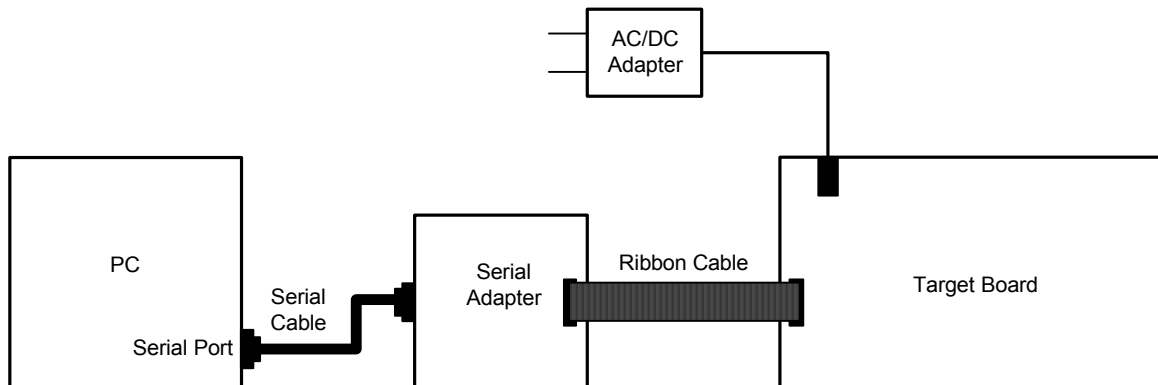 AC/DC
Adapter
PC
Serial
Cable
Serial Port
Serial
Adapter
Ribbon Cable
Target Board